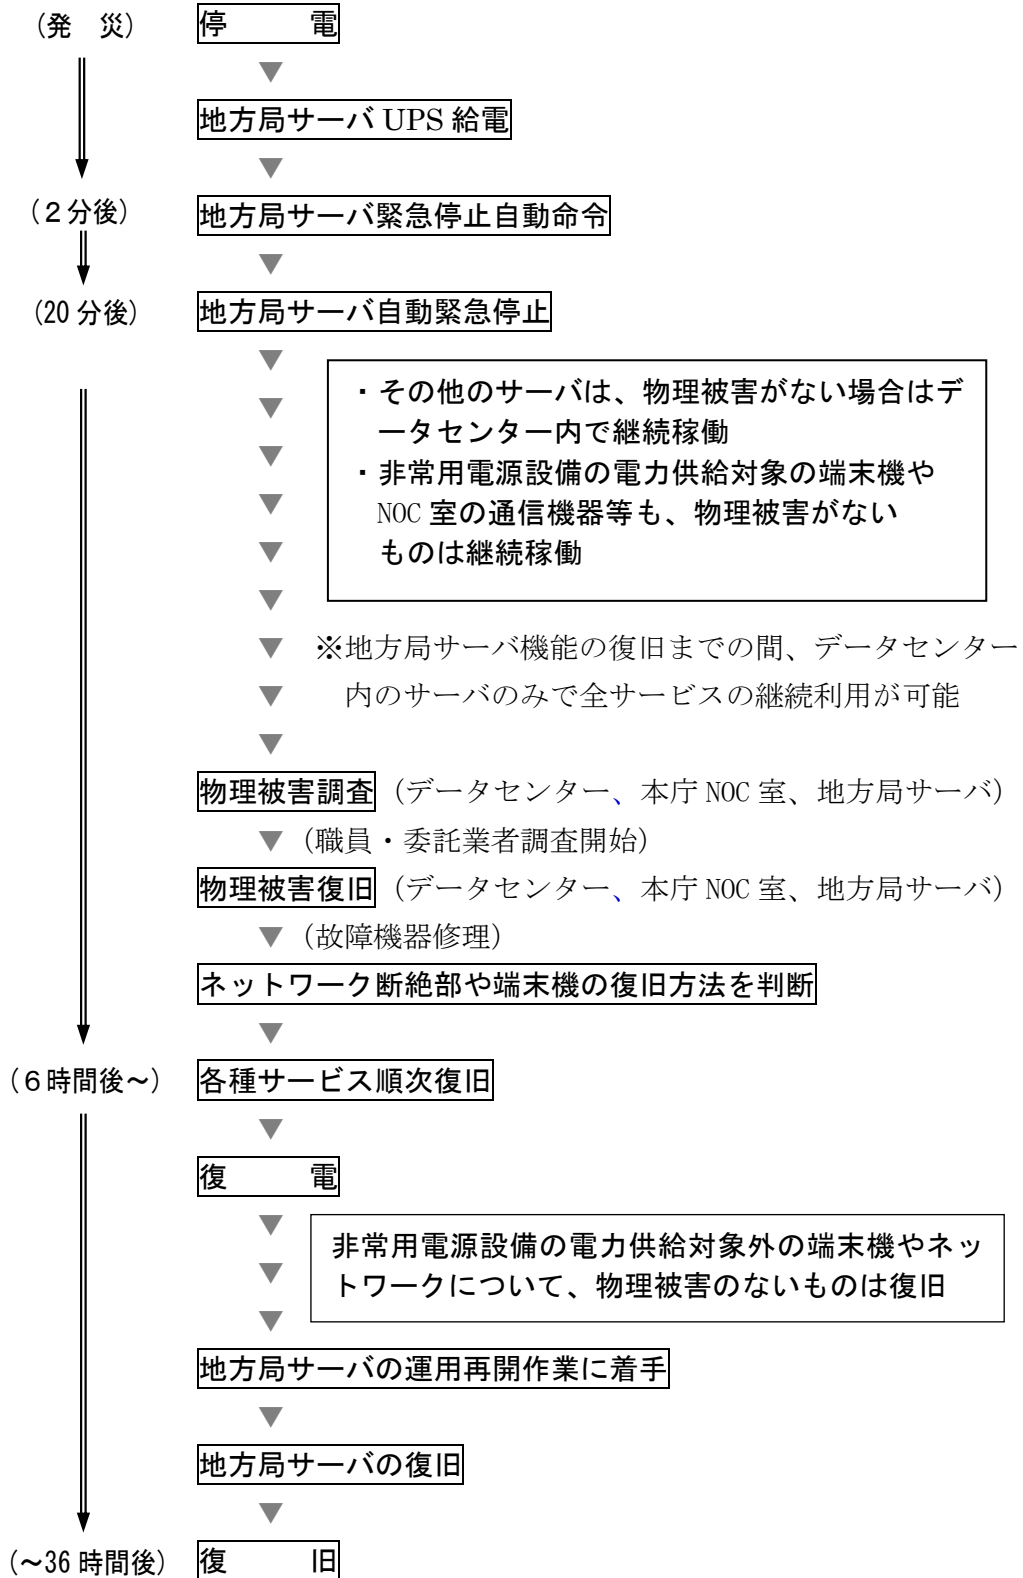 （発　災） 停　　電
▼
地方局サーバ UPS 給電
▼
（２分後） 地方局サーバ緊急停止自動命令
▼
（20 分後） 地方局サーバ自動緊急停止
▼
・その他のサーバは、物理被害がない場合はデ
▼
ータセンター内で継続稼働
▼
・非常用電源設備の電力供給対象の端末機や
▼
NOC 室の通信機器等も、物理被害がない
▼
ものは継続稼働
▼
▼ ※地方局サーバ機能の復旧までの間、データセンター
▼ 内のサーバのみで全サービスの継続利用が可能
▼
物理被害調査（データセンター、本庁 NOC 室、地方局サーバ）
▼（職員・委託業者調査開始）
物理被害復旧（データセンター、本庁 NOC 室、地方局サーバ）
▼（故障機器修理）
ネットワーク断絶部や端末機の復旧方法を判断
▼
（６時間後～） 各種サービス順次復旧
▼
復　　電
▼
非常用電源設備の電力供給対象外の端末機やネッ
▼
トワークについて、物理被害のないものは復旧
▼
地方局サーバの運用再開作業に着手
▼
地方局サーバの復旧
▼
（～36 時間後） 復　　旧